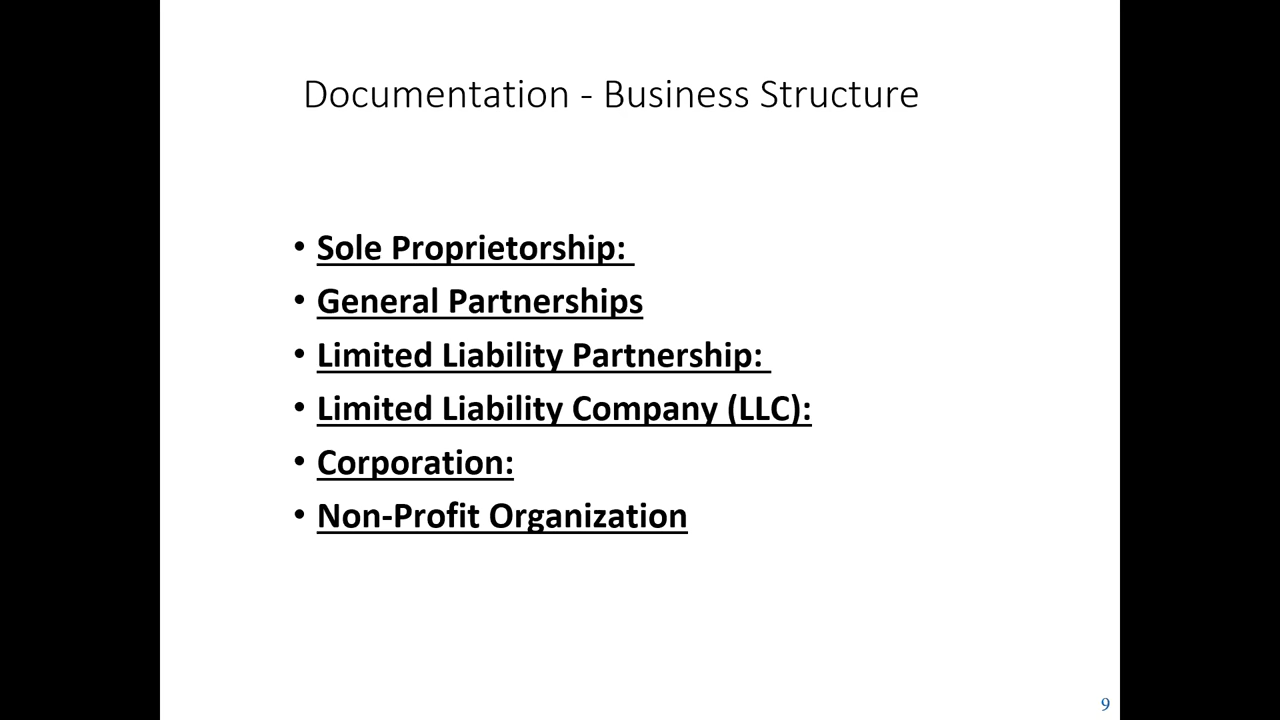 Documentation - Business Structure
• Sole Proprietorship:
• General Partnerships
• Limited Liability Partnership:
• Limited Liability Company (LLC):
• Corporation:
• Non-Profit Organization
9